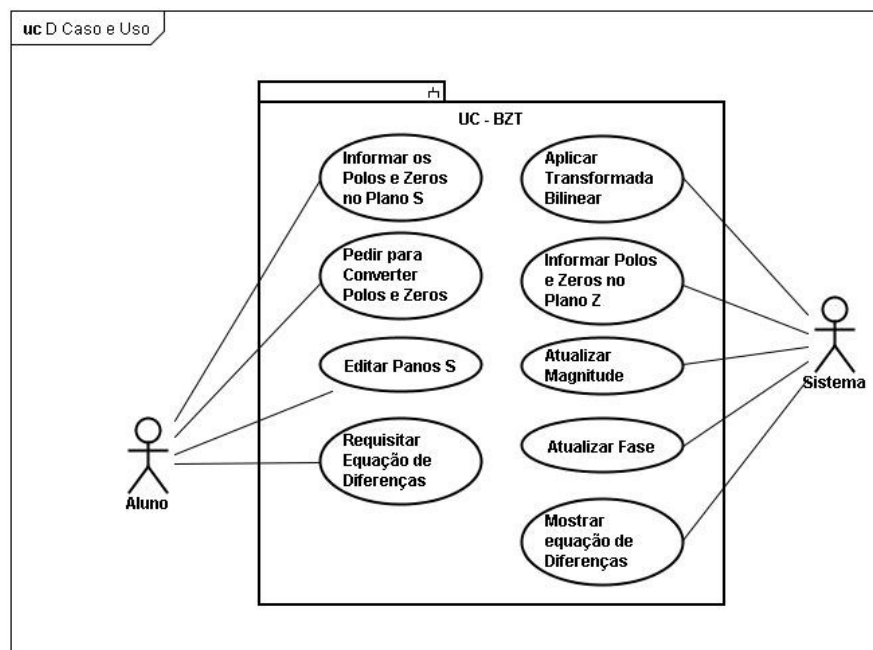 uc D Caso e Uso
UC - BZT
Informar os
Polos e Zeros
no Plano S
Pedir para
Converter
Polos e Zeros
Editar Panos S
Requisitar
Equação de
Diferenças
Aplicar
Transformada
Bilinear
Informar Polos
e Zeros no
Plano Z
Atualizar
Magnitude
Atualizar Fase
Mostrar
equação de
Diferenças
Aluno
Sistema